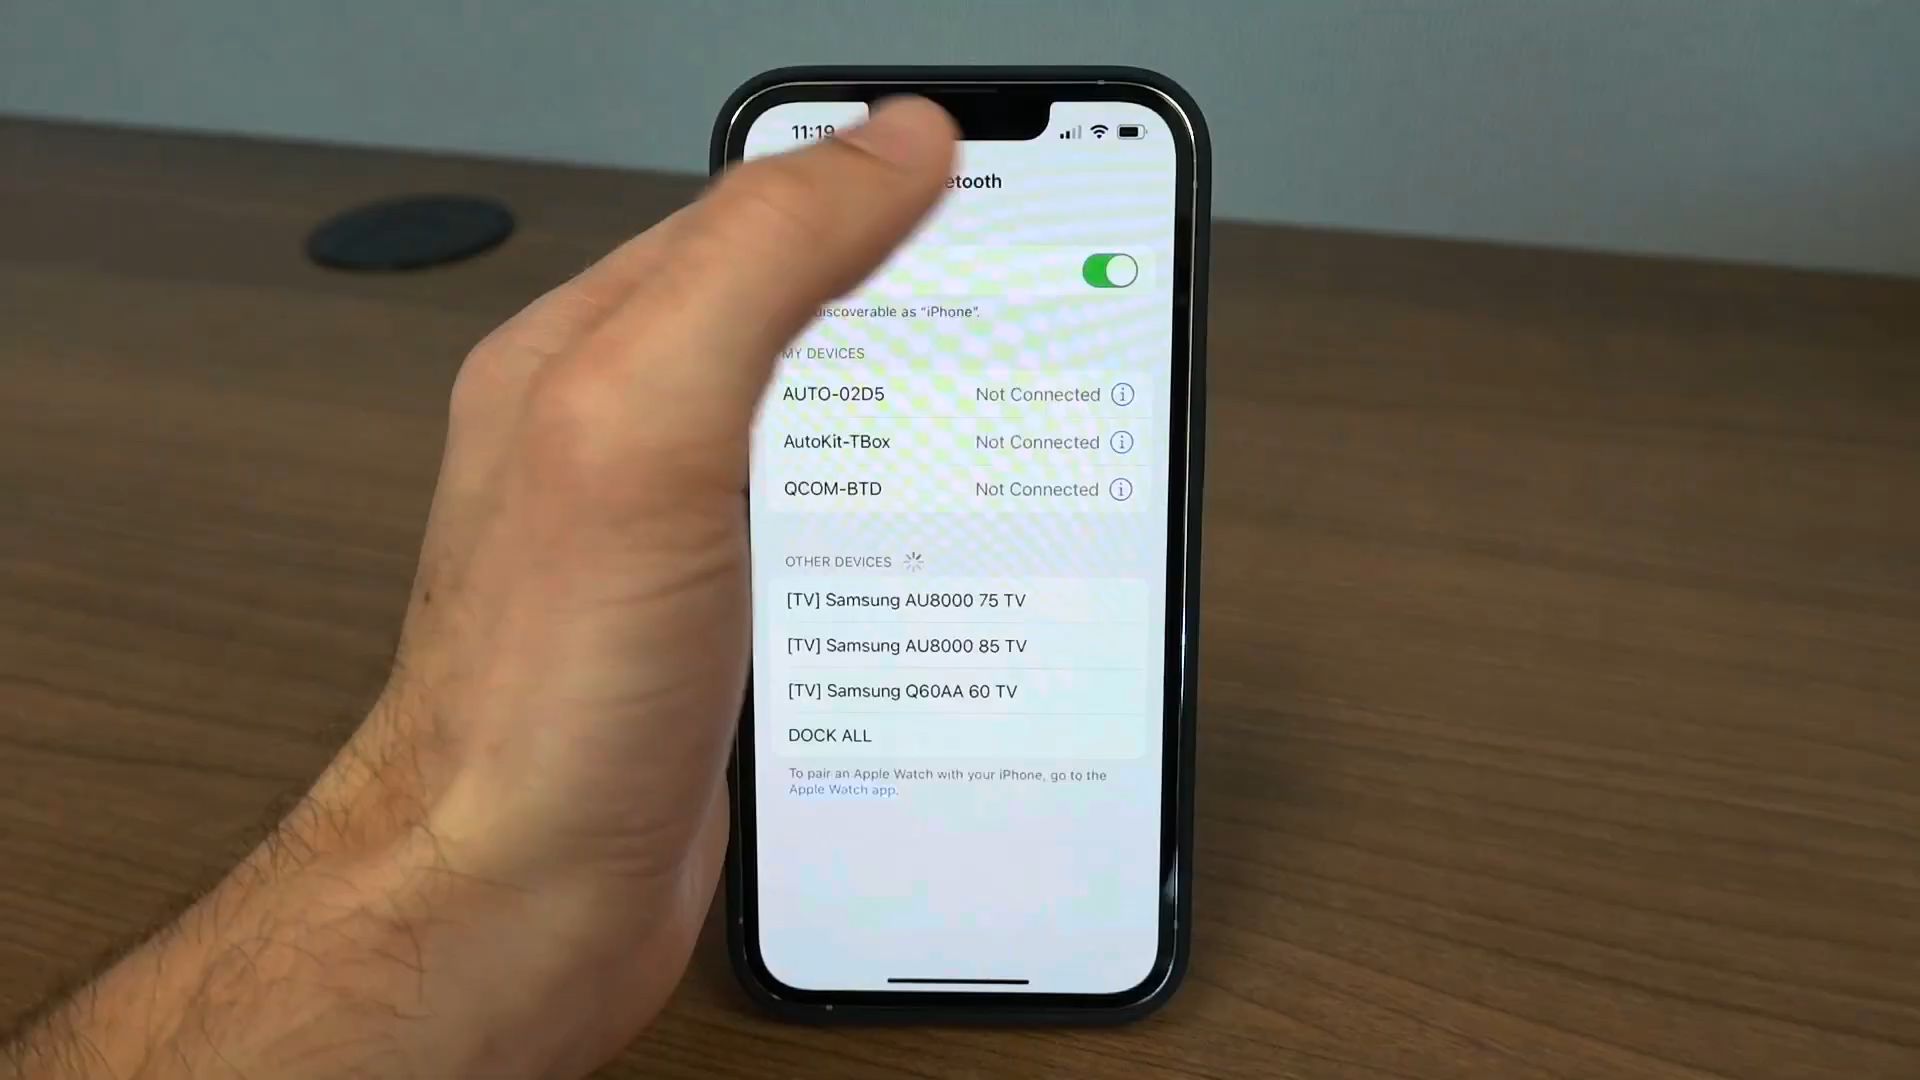 11:19
etooth
discoverable as “iPhone”.
MY DEVICES
AUTO-02D5 Not Connected
AutoKit-TBox Not Connected
QCOM-BTD Not Connected
OTHER DEVICES
[TV] Samsung AU8000 75 TV
[TV] Samsung AU8000 85 TV
[TV] Samsung Q60AA 60 TV
DOCK ALL
To pair an Apple Watch with your iPhone, go to the
Apple Watch app.